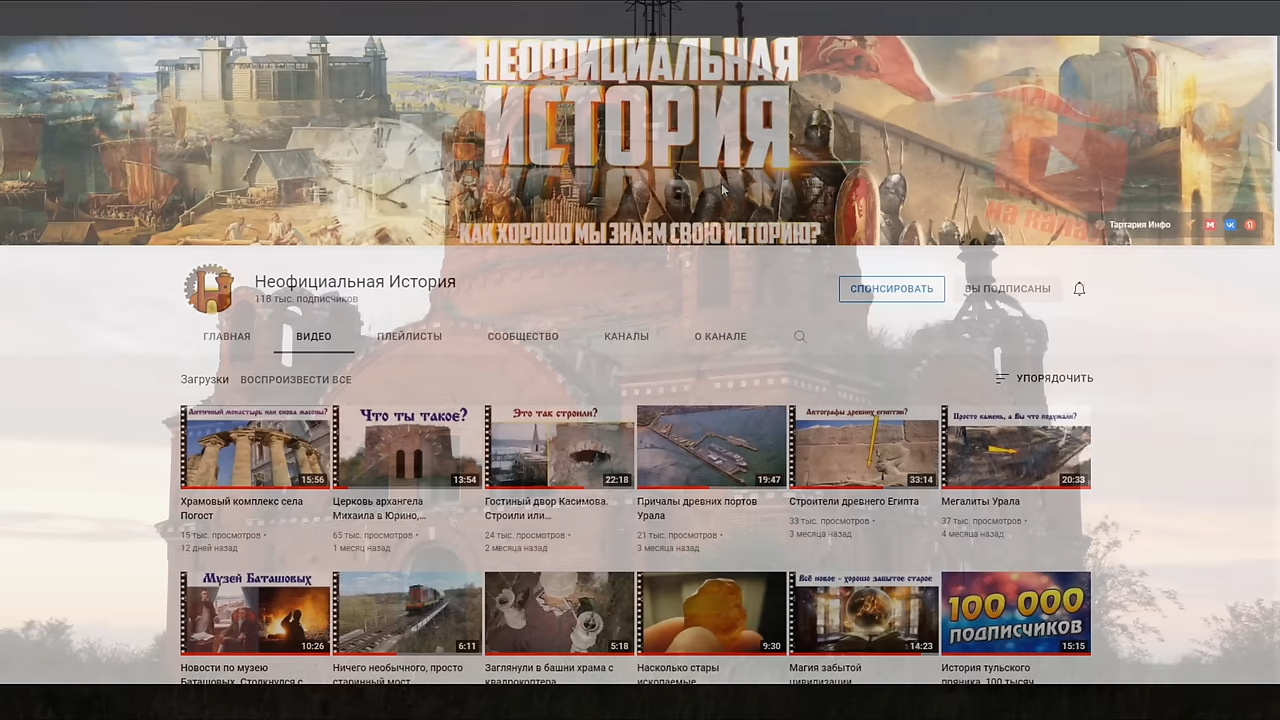 НЕОФИЦИАЛЬНАЯ
ИСТОРИЯ
КАК ХОРОШО МЫ ЗНАЕМ СВОЮ ИСТОРИЮ?
на кана
Тартария Инфо
Неофициальная История
118 тыс. подписчиков
СПОНСИРОВАТЬ
ВЫ ПОДПИСАНЫ
ГЛАВНАЯ ВИДЕО ПЛЕЙЛИСТЫ СООБЩЕСТВО КАНАЛЫ О КАНАЛЕ
Загрузки ВОСПРОИЗВЕСТИ ВСЕ
УПОРЯДОЧИТЬ
Античный монастырь или снова масоны?
15:56
Храмовый комплекс села
Погост
15 тыс. просмотров •
12 дней назад
Что ты такое?
13:54
Церковь архангела
Михаила в Юрино,...
65 тыс. просмотров •
1 месяц назад
Это так строили?
22:18
Гостиный двор Касимова.
Строили или...
24 тыс. просмотров •
2 месяца назад
19:47
Причалы древних портов
Урала
21 тыс. просмотров •
3 месяца назад
Автографы древних египтян?
33:14
Строители древнего Египта
33 тыс. просмотров •
3 месяца назад
Просто камень, а Вы что подумали?
20:33
Мегалиты Урала
37 тыс. просмотров •
4 месяца назад
Музей Баташовых
10:26
Новости по музею
Баташовых. Столкнулся с
6:11
Ничего необычного, просто
старинный мост
5:18
Заглянули в башни храма с
квадрокоптера
9:30
Насколько стары
ископаемые
Всё новое - хорошо забытое старое
14:23
Магия забытой
цивилизации
100 000
ПОДПИСЧИКОВ
15:15
История тульского
пряника. 100 тысяч